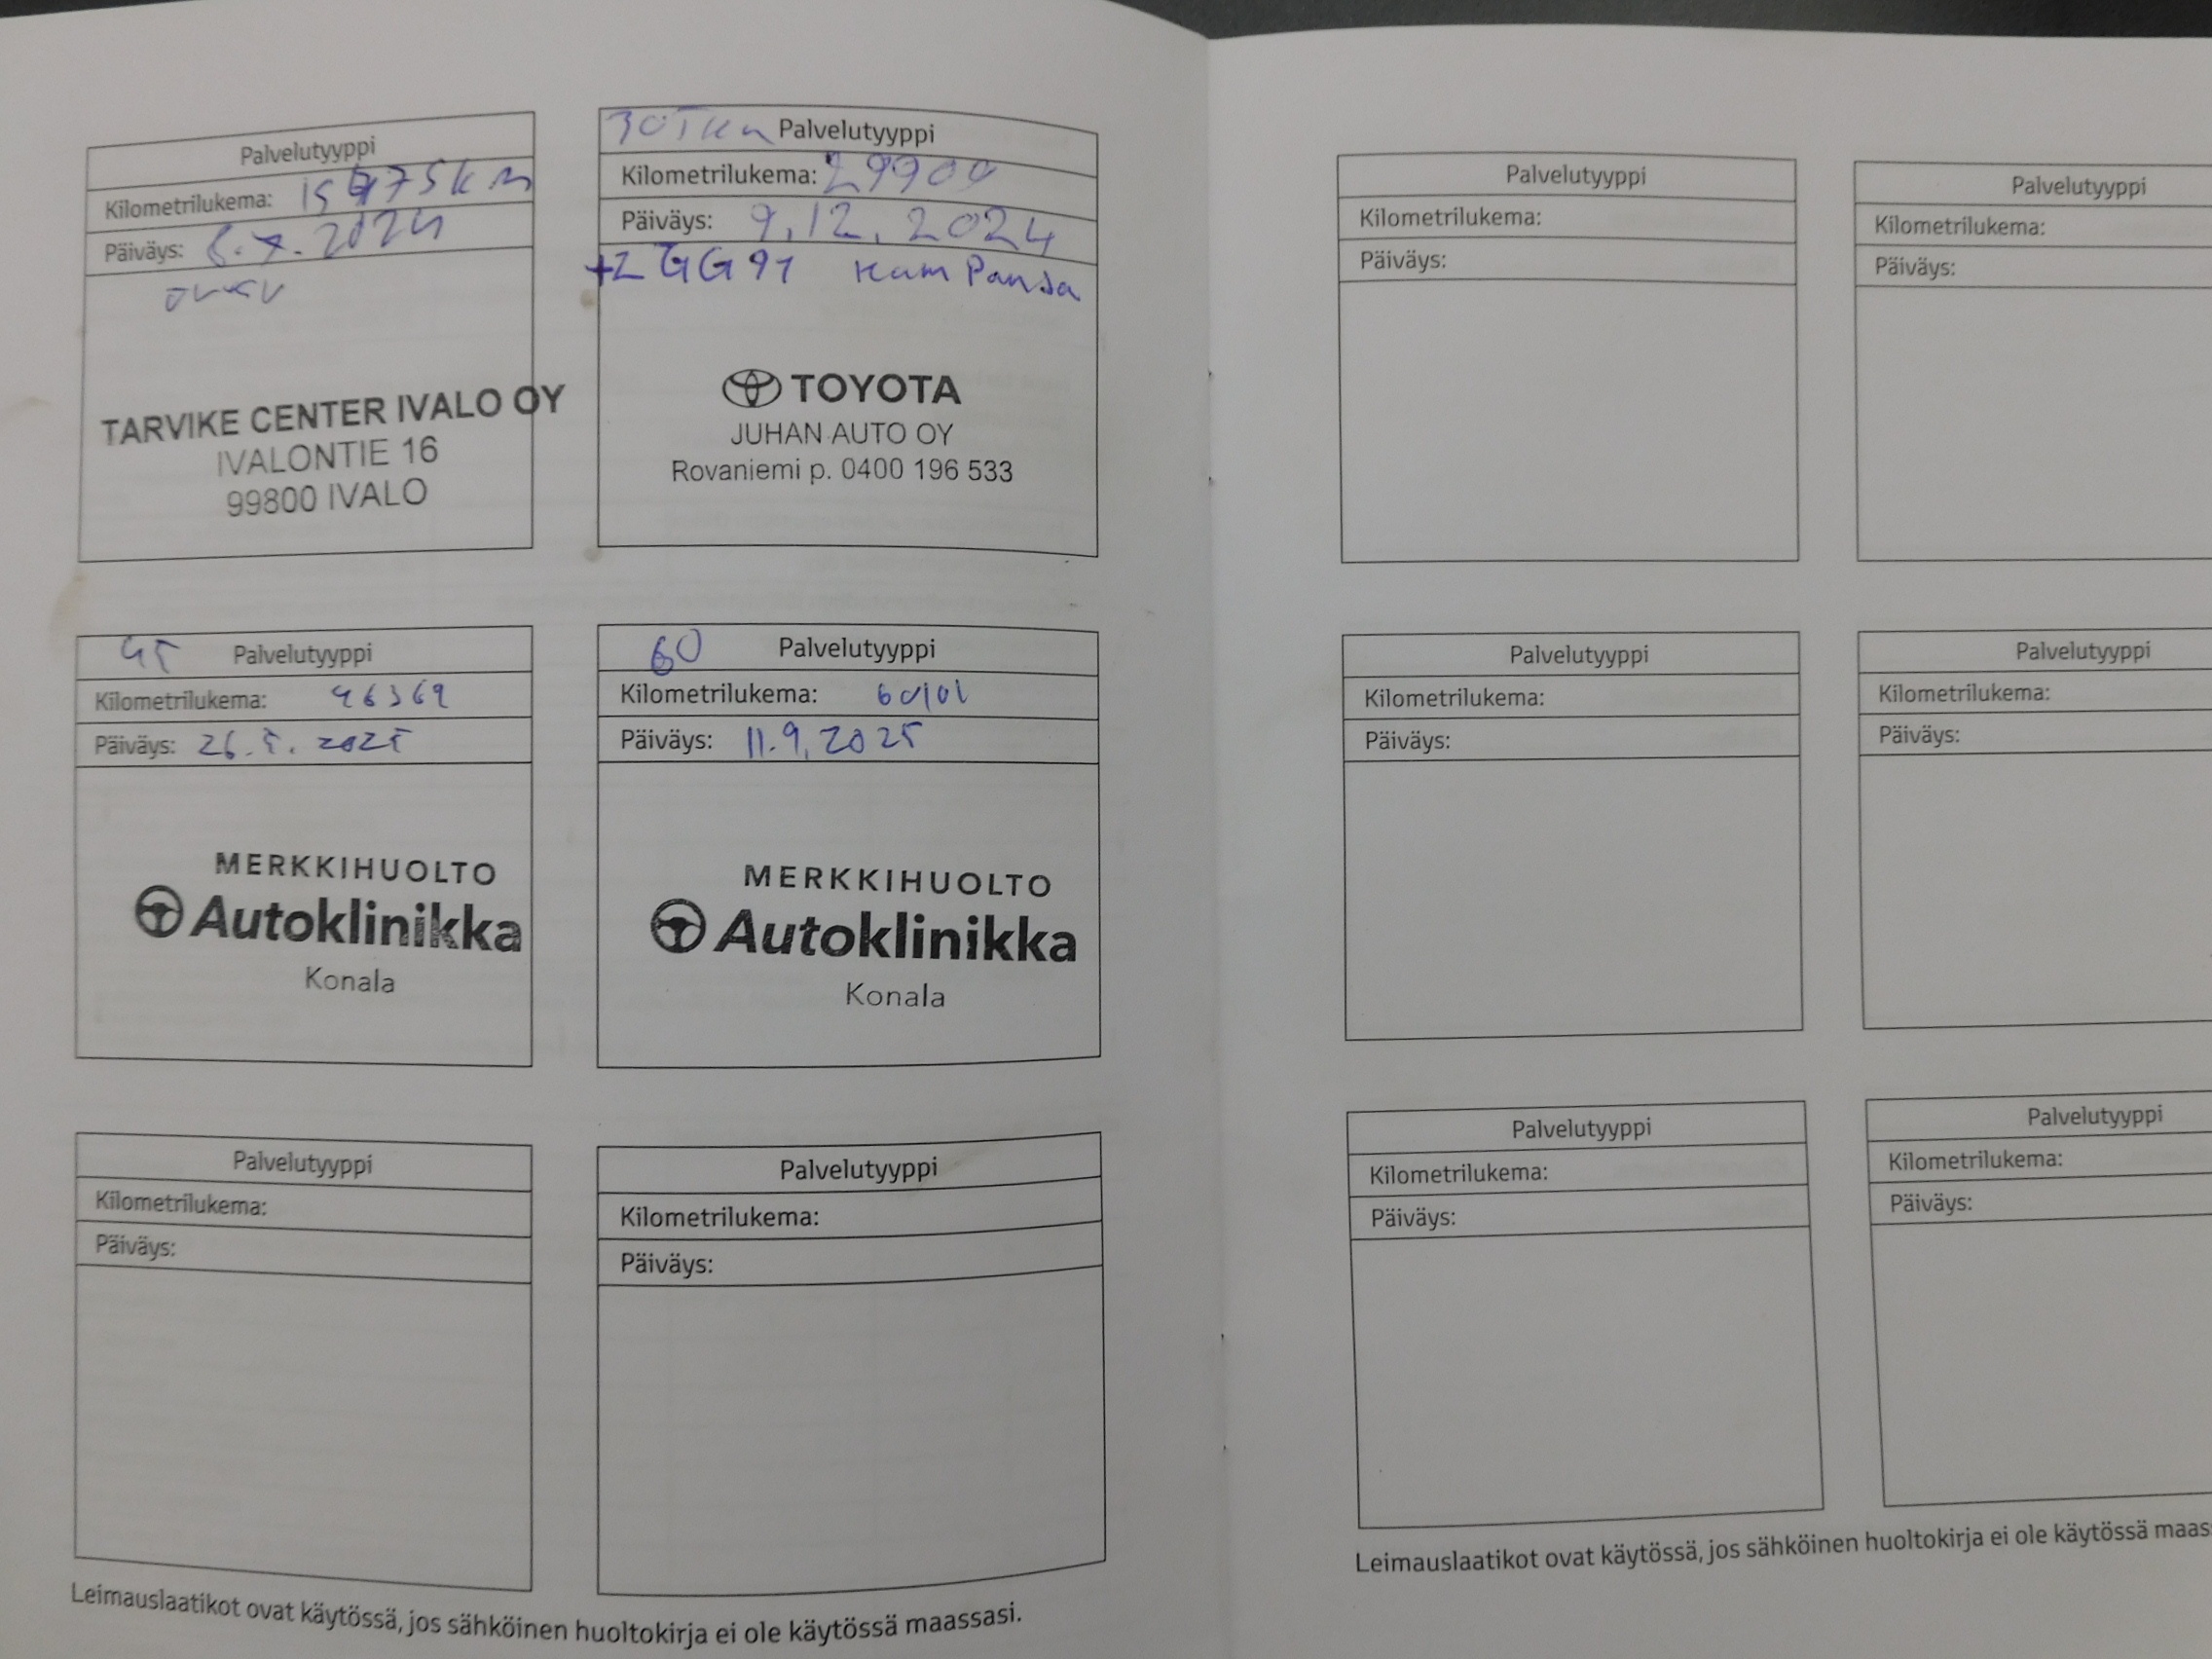 Palvelutyyppi
Kilometrilukema:
Päiväys: 8.7.2024
TARVIKE CENTER IVALO OY
IVALONTIE 16
99800 IVALO
30TKm Palvelutyyppi
Kilometrilukema: 29900
Päiväys: 9.12.2024
+Z GG91 Kampanja
TOYOTA
JUHAN AUTO OY
Rovaniemi p. 0400 196 533
45 Palvelutyyppi
Kilometrilukema: 46369
Päiväys: 26.5.2025
MERKKIHUOLTO
Autoklinikka
Konala
60 Palvelutyyppi
Kilometrilukema: 60101
Päiväys: 11.9.2025
MERKKIHUOLTO
Autoklinikka
Konala
Palvelutyyppi
Kilometrilukema:
Päiväys:
Palvelutyyppi
Kilometrilukema:
Päiväys:
Leimauslaatikot ovat käytössä, jos sähköinen huoltokirja ei ole käytössä maassasi.
Palvelutyyppi
Kilometrilukema:
Päiväys:
Palvelutyyppi
Kilometrilukema:
Päiväys:
Palvelutyyppi
Kilometrilukema:
Päiväys:
Palvelutyyppi
Kilometrilukema:
Päiväys:
Palvelutyyppi
Kilometrilukema:
Päiväys:
Palvelutyyppi
Kilometrilukema:
Päiväys:
Leimauslaatikot ovat käytössä, jos sähköinen huoltokirja ei ole käytössä maas